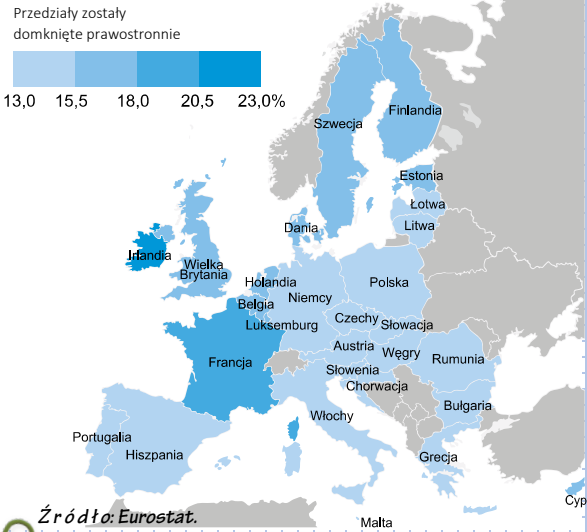 Przedziały zostały
domknięte prawostronnie
13,0 15,5 18,0 20,5 23,0%
Finlandia
Szwecja
Estonia
Łotwa
Litwa
Dania
Irlandia
Wielka
Brytania
Holandia
Polska
Niemcy
Belgia
Luksemburg
Czechy
Słowacja
Austria
Węgry
Rumunia
Francja
Słowenia
Chorwacja
Włochy
Bułgaria
Portugalia
Hiszpania
Grecja
Cyp
Malta
Źródło: Eurostat.